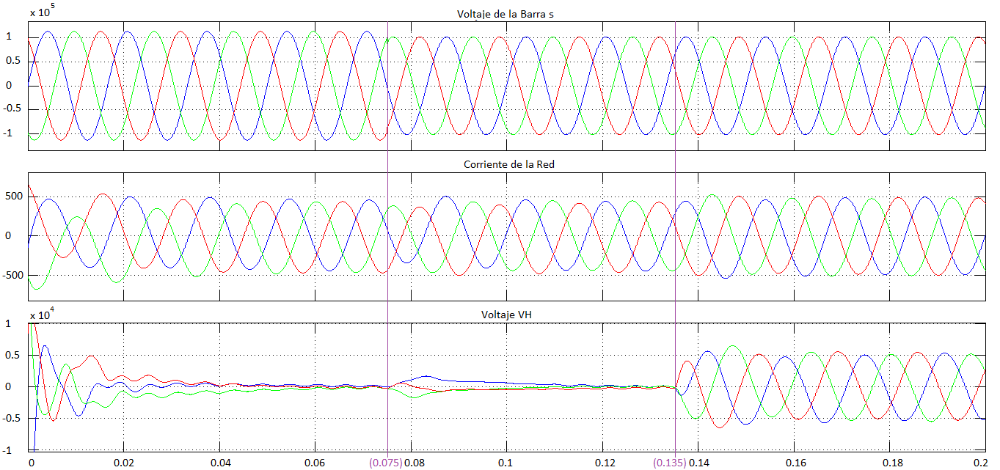 x 10^5
Voltaje de la Barra s
1
0.5
0
-0.5
-1
Corriente de la Red
500
0
-500
x 10^4
Voltaje VH
1
0.5
0
-0.5
-1
0 0.02 0.04 0.06 (0.075) 0.08 0.1 0.12 (0.135) 0.14 0.16 0.18 0.2